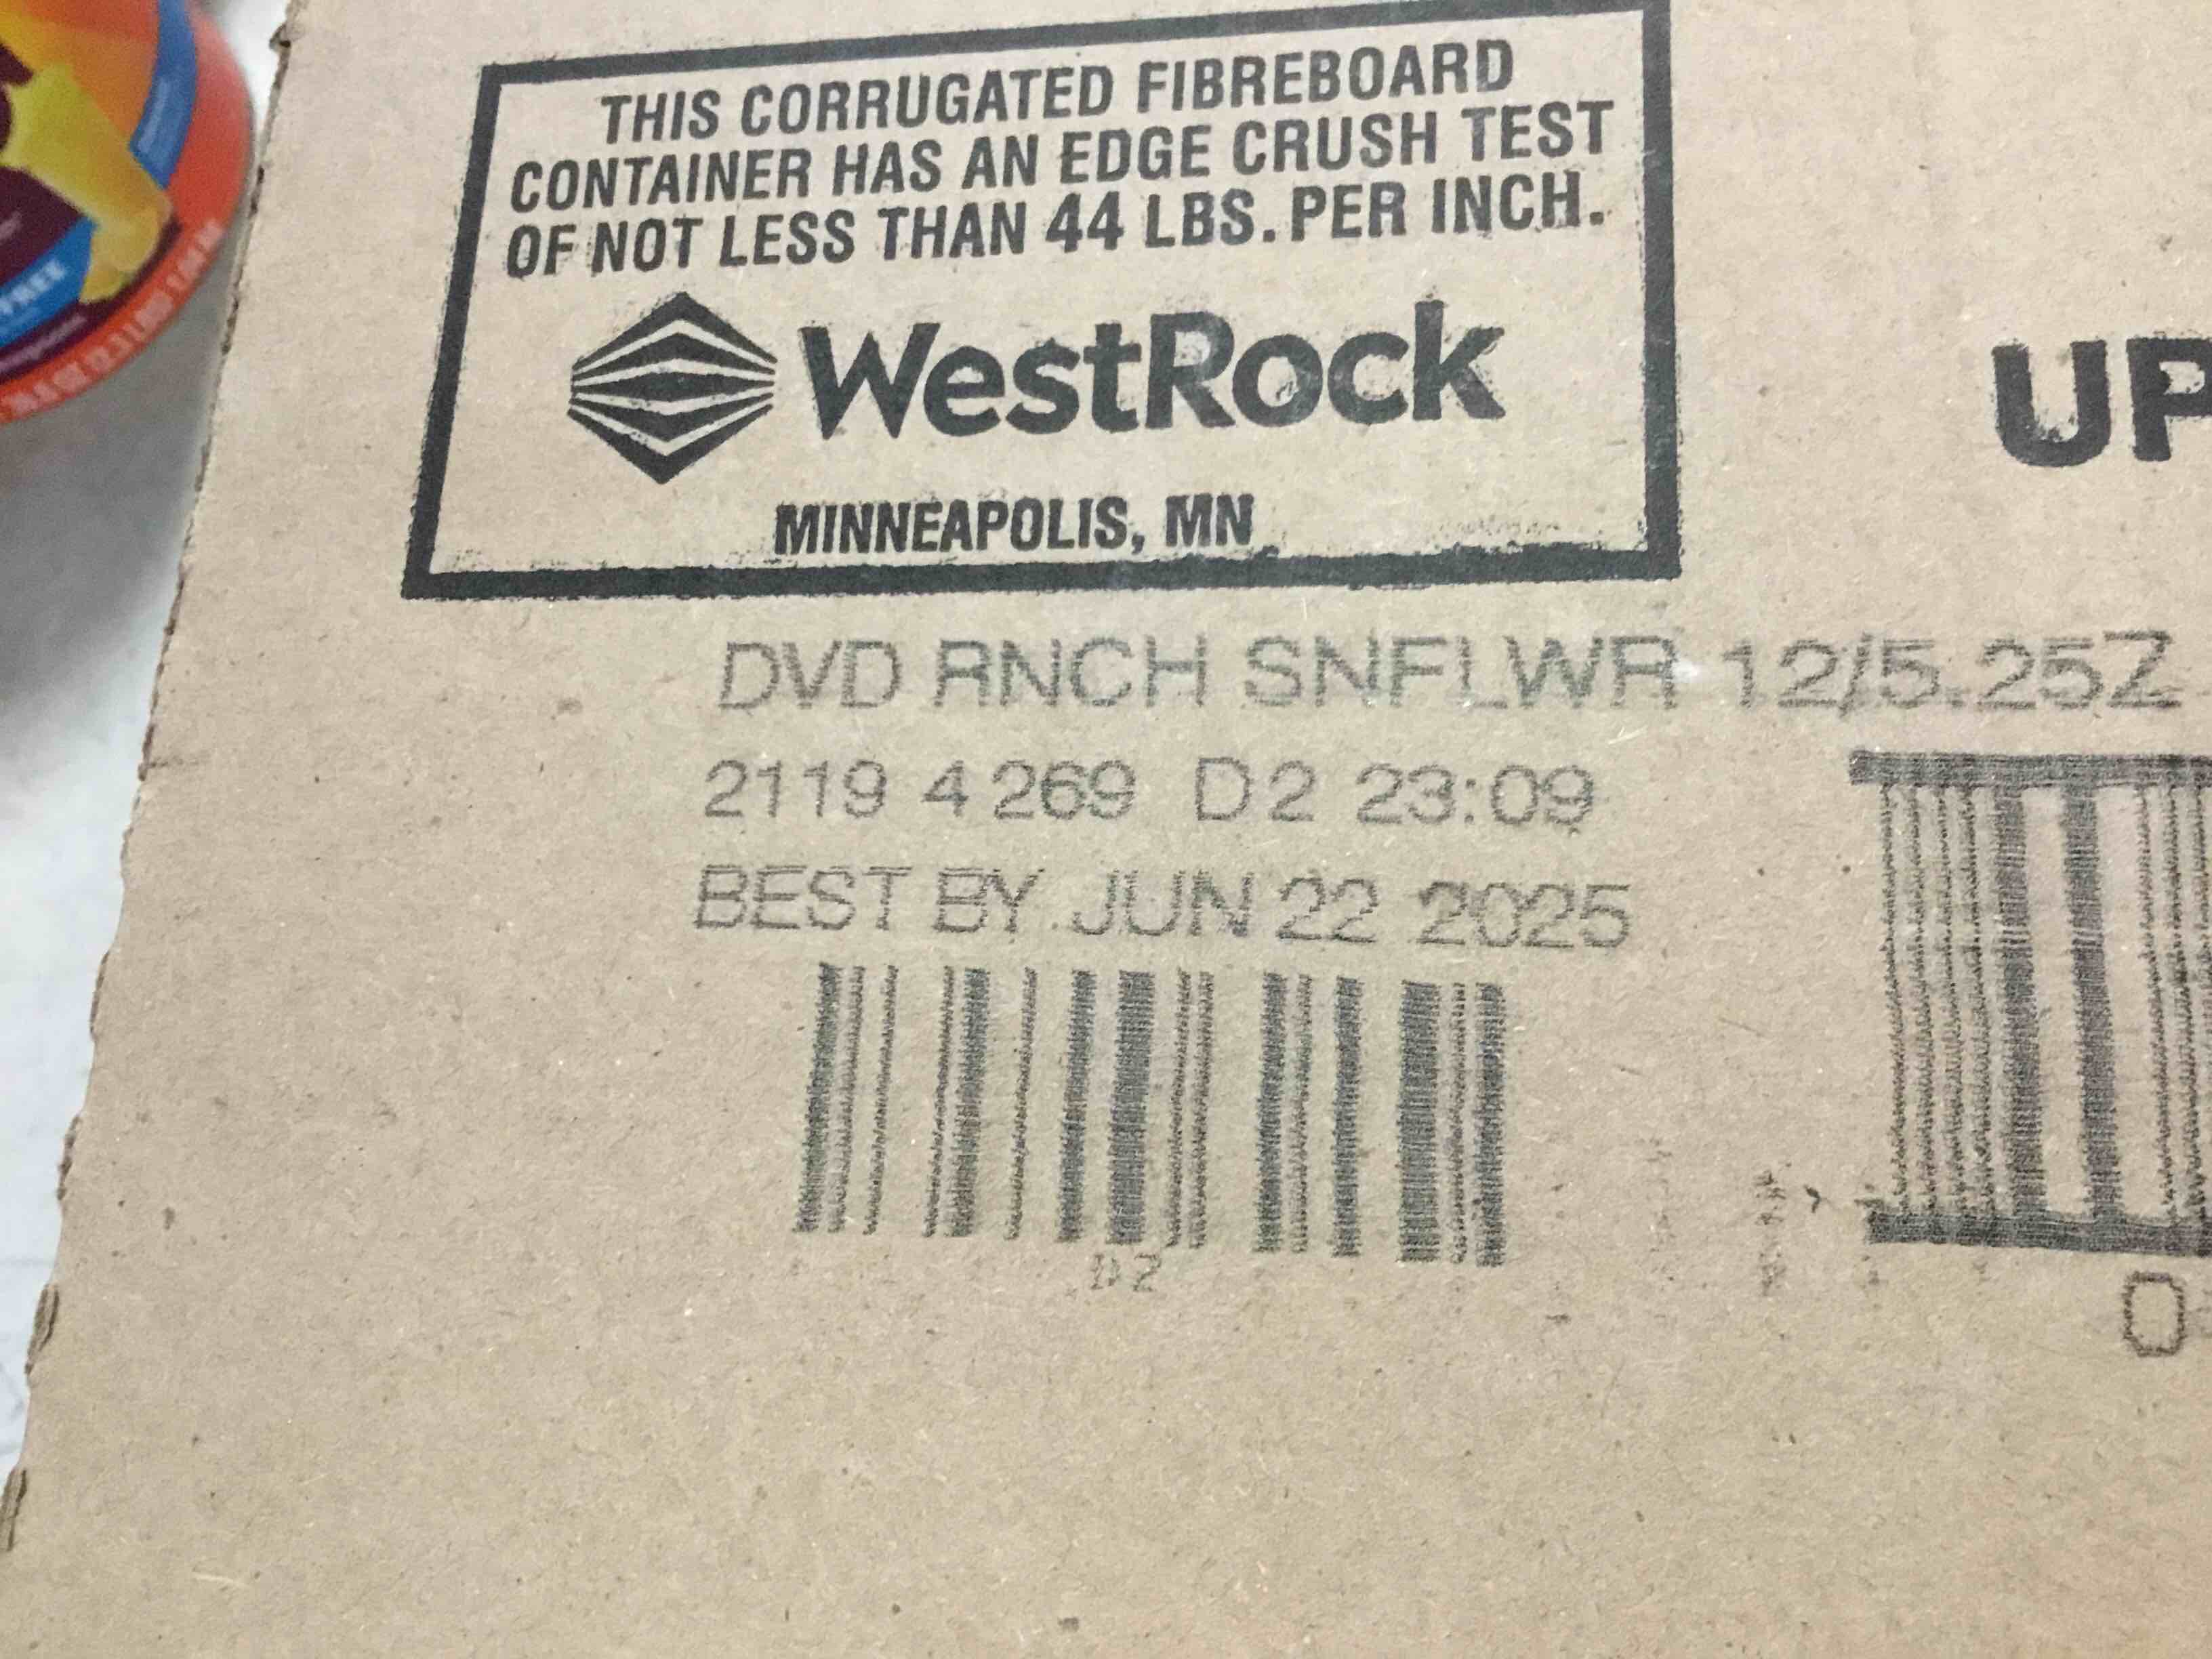 THIS CORRUGATED FIBREBOARD
CONTAINER HAS AN EDGE CRUSH TEST
OF NOT LESS THAN 44 LBS. PER INCH.
WestRock
MINNEAPOLIS, MN
UP
DVD RNCH SNFLWR 12/5.25Z
2119 4 269 D2 23:09
BEST BY JUN 22 2025
D2
0
FREE